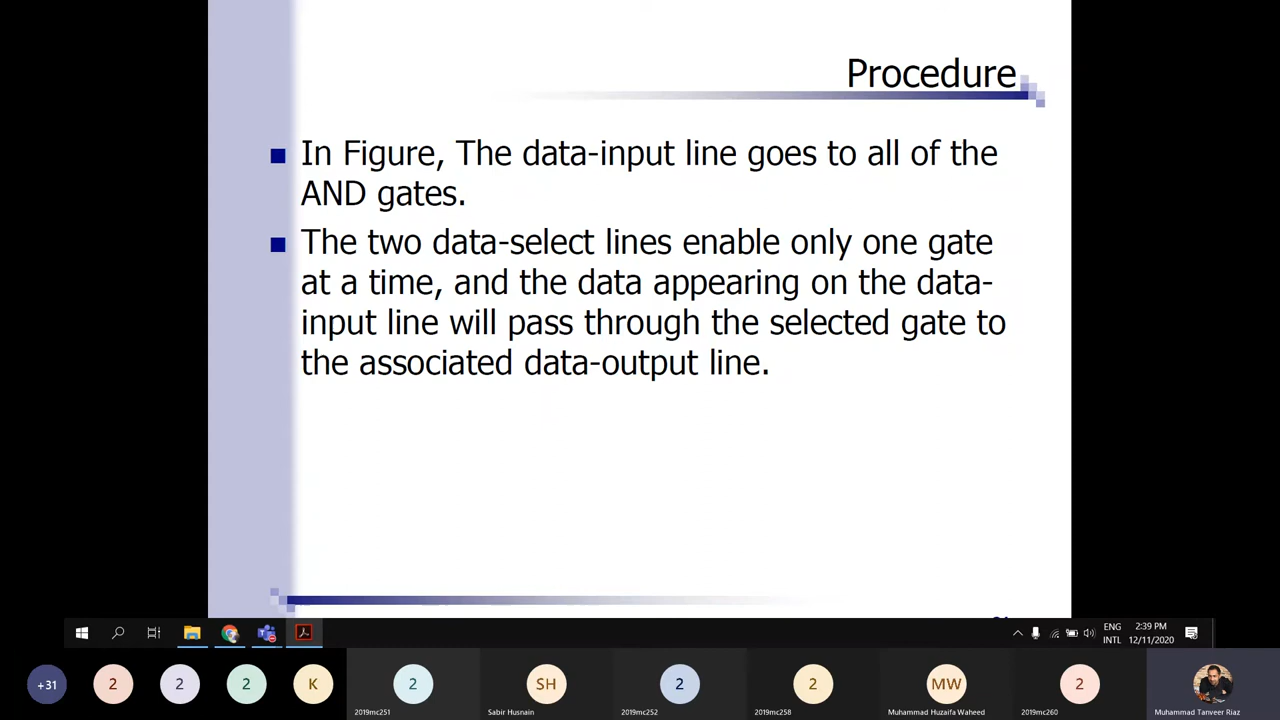 Procedure
In Figure, The data-input line goes to all of the
AND gates.
The two data-select lines enable only one gate
at a time, and the data appearing on the data-
input line will pass through the selected gate to
the associated data-output line.
ENG
INTL
2:39 PM
12/11/2020
+31
2
2
2
K
2
SH
2
2
MW
2
2019mc251
Sabir Husnain
2019mc252
2019mc258
Muhammad Huzaifa Waheed
2019mc260
Muhammad Tanveer Riaz